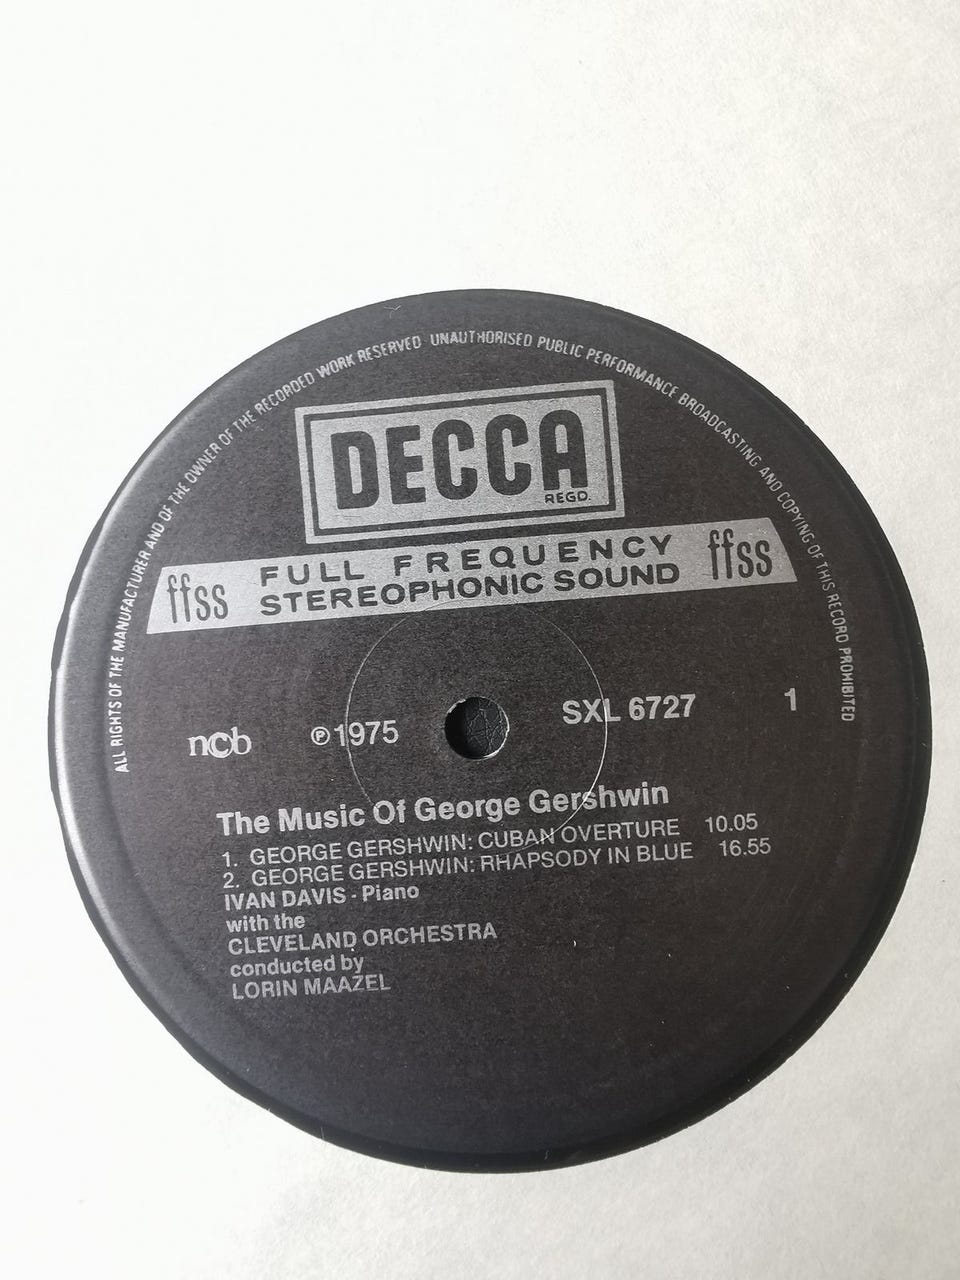 ALL RIGHTS OF THE MANUFACTURER AND OF THE OWNER OF THE RECORDED WORK RESERVED UNAUTHORISED PUBLIC PERFORMANCE BROADCASTING AND COPYING OF THIS RECORD PROHIBITED
DECCA
REGD.
ffss FULL FREQUENCY ffss
STEREOPHONIC SOUND
ncb ℗1975 SXL 6727 1
The Music Of George Gershwin
1. GEORGE GERSHWIN: CUBAN OVERTURE 10.05
2. GEORGE GERSHWIN: RHAPSODY IN BLUE 16.55
IVAN DAVIS - Piano
with the
CLEVELAND ORCHESTRA
conducted by
LORIN MAAZEL